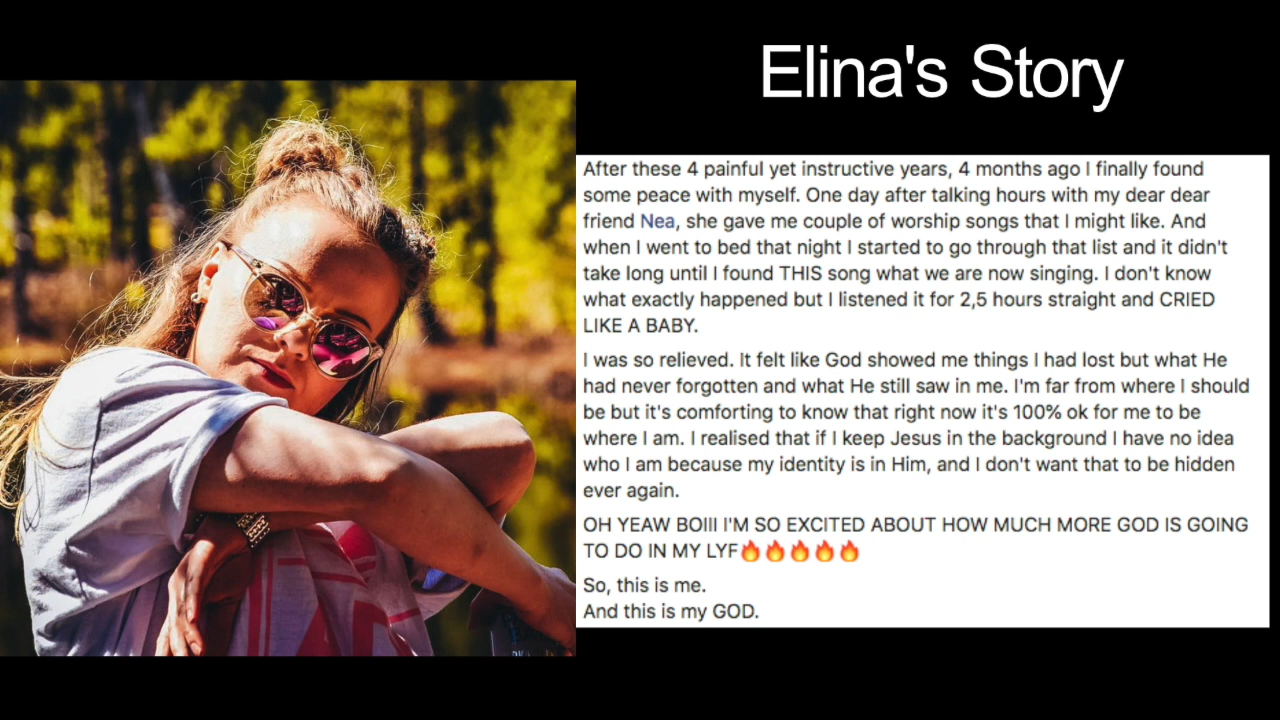 Elina's Story
After these 4 painful yet instructive years, 4 months ago I finally found
some peace with myself. One day after talking hours with my dear dear
friend Nea, she gave me couple of worship songs that I might like. And
when I went to bed that night I started to go through that list and it didn't
take long until I found THIS song what we are now singing. I don't know
what exactly happened but I listened it for 2,5 hours straight and CRIED
LIKE A BABY.
I was so relieved. It felt like God showed me things I had lost but what He
had never forgotten and what He still saw in me. I'm far from where I should
be but it's comforting to know that right now it's 100% ok for me to be
where I am. I realised that if I keep Jesus in the background I have no idea
who I am because my identity is in Him, and I don't want that to be hidden
ever again.
OH YEAW BOIII I'M SO EXCITED ABOUT HOW MUCH MORE GOD IS GOING
TO DO IN MY LYF🔥🔥🔥🔥🔥
So, this is me.
And this is my GOD.